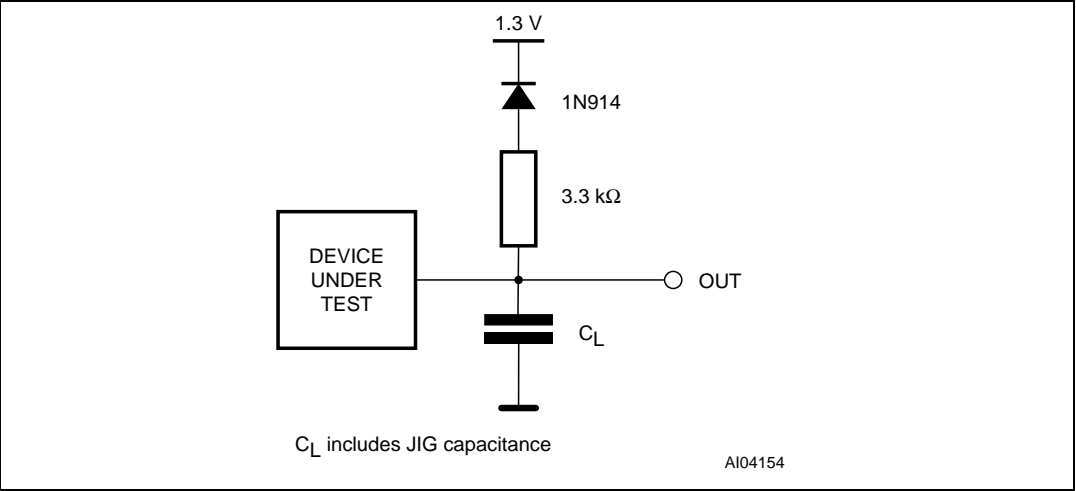 1.3 V
1N914
3.3 kΩ
DEVICE
UNDER
TEST
OUT
CL
CL includes JIG capacitance
AI04154